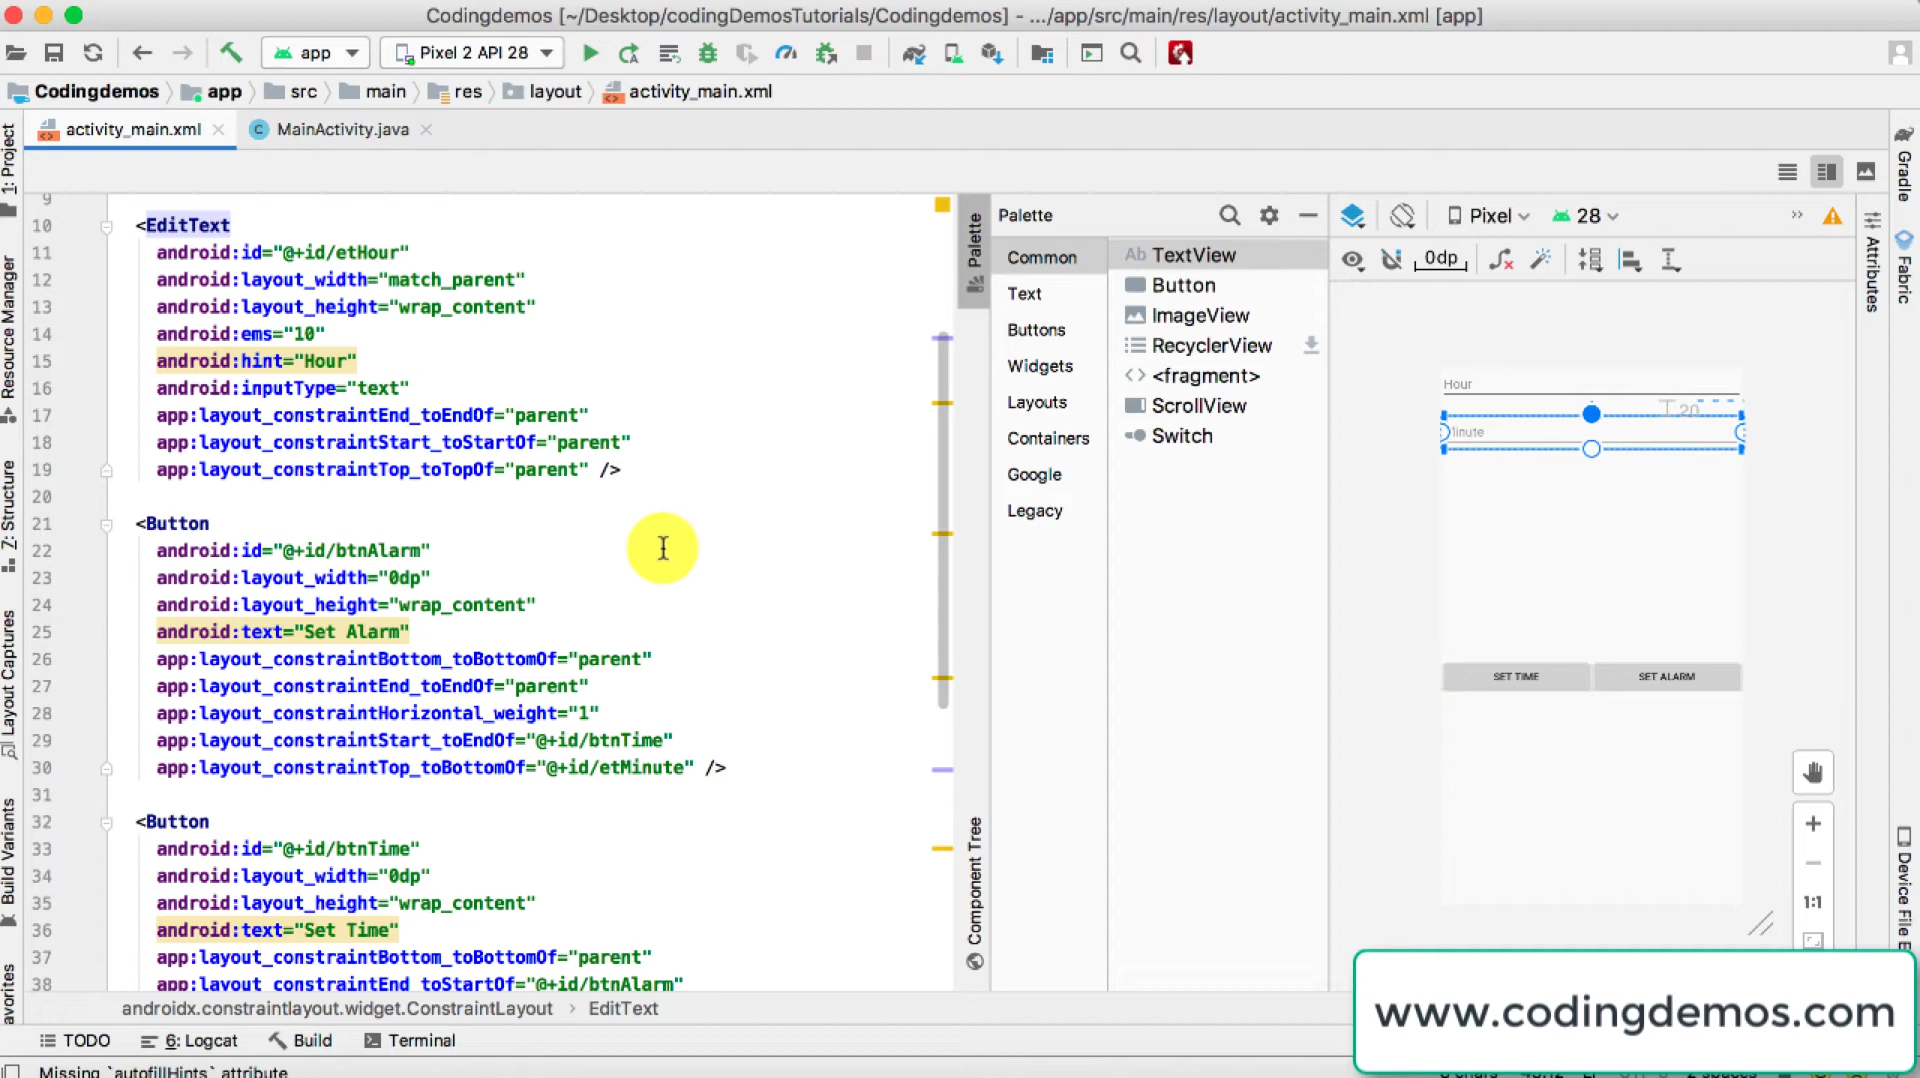 Codingdemos [~/Desktop/codingDemosTutorials/Codingdemos] - .../app/src/main/res/layout/activity_main.xml [app]
app
Pixel 2 API 28
Codingdemos
app
src
main
res
layout
activity_main.xml
activity_main.xml
MainActivity.java
1: Project
Resource Manager
Z: Structure
Layout Captures
Build Variants
avorites
9
10 <EditText
11 android:id="@+id/etHour"
12 android:layout_width="match_parent"
13 android:layout_height="wrap_content"
14 android:ems="10"
15 android:hint="Hour"
16 android:inputType="text"
17 app:layout_constraintEnd_toEndOf="parent"
18 app:layout_constraintStart_toStartOf="parent"
19 app:layout_constraintTop_toTopOf="parent" />
20
21 <Button
22 android:id="@+id/btnAlarm"
23 android:layout_width="0dp"
24 android:layout_height="wrap_content"
25 android:text="Set Alarm"
26 app:layout_constraintBottom_toBottomOf="parent"
27 app:layout_constraintEnd_toEndOf="parent"
28 app:layout_constraintHorizontal_weight="1"
29 app:layout_constraintStart_toEndOf="@+id/btnTime"
30 app:layout_constraintTop_toBottomOf="@+id/etMinute" />
31
32 <Button
33 android:id="@+id/btnTime"
34 android:layout_width="0dp"
35 android:layout_height="wrap_content"
36 android:text="Set Time"
37 app:layout_constraintBottom_toBottomOf="parent"
38 app:layout_constraintEnd_toStartOf="@+id/btnAlarm"
androidx.constraintlayout.widget.ConstraintLayout > EditText
Palette
Component Tree
Palette
Common
Text
Buttons
Widgets
Layouts
Containers
Google
Legacy
Ab TextView
Button
ImageView
RecyclerView
<fragment>
ScrollView
Switch
Pixel
28
0dp
Hour
20
inute
SET TIME
SET ALARM
1:1
Gradle
Fabric
Attributes
Device File E
TODO
6: Logcat
Build
Terminal
Missing `autofillHints` attribute
www.codingdemos.com